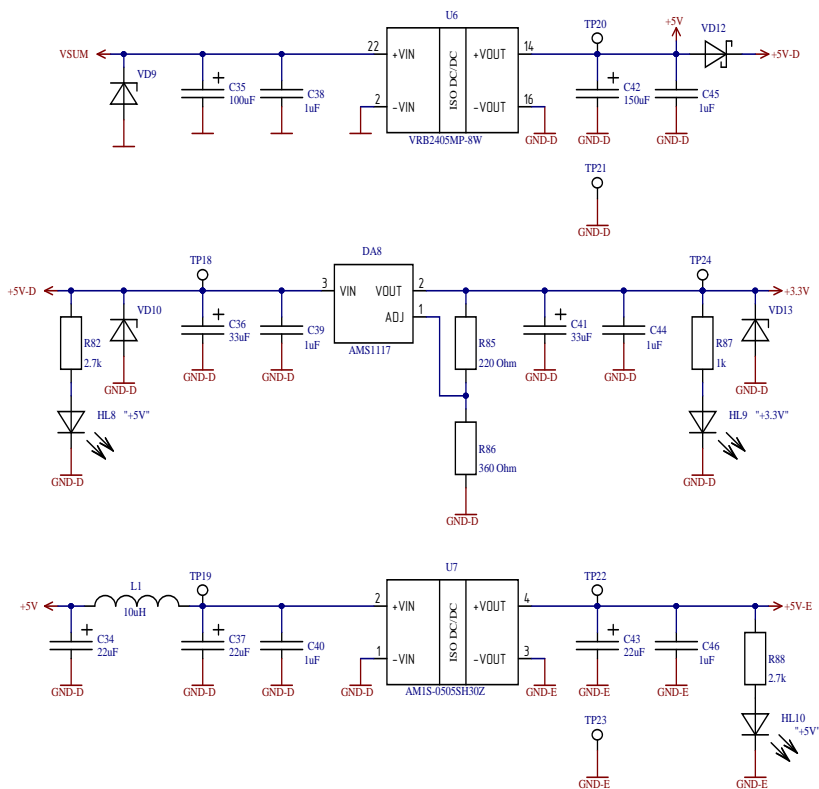 U6
TP20
+5V
VD12
VSUM
22
+VIN
ISO DC/DC
+VOUT
14
+5V-D
VD9
+
C35
100uF
C38
1uF
2
-VIN
-VOUT
16
+
C42
150uF
C45
1uF
VRB2405MP-8W
GND-D
GND-D
GND-D
TP21
GND-D
DA8
TP18
TP24
+5V-D
3
VIN
VOUT
2
+3.3V
ADJ
1
VD10
VD13
+
C36
33uF
C39
1uF
R82
2.7k
AMS1117
R85
220 Ohm
+
C41
33uF
C44
1uF
R87
1k
GND-D
GND-D
GND-D
GND-D
GND-D
GND-D
HL8
"+5V"
HL9
"+3.3V"
R86
360 Ohm
GND-D
GND-D
GND-D
U7
L1
TP19
TP22
+5V
10uH
2
+VIN
ISO DC/DC
+VOUT
4
+5V-E
+
C34
22uF
+
C37
22uF
C40
1uF
1
-VIN
-VOUT
3
+
C43
22uF
C46
1uF
R88
2.7k
GND-D
GND-D
GND-D
GND-D
AM1S-0505SH30Z
GND-E
GND-E
GND-E
TP23
HL10
"+5V"
GND-E
GND-E